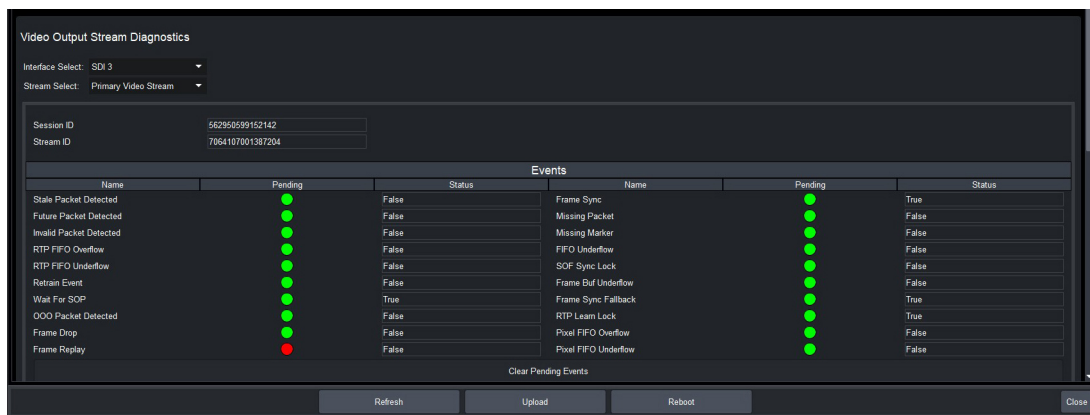 Video Output Stream Diagnostics
Interface Select: SDI 3
Stream Select: Primary Video Stream
Session ID 562950599152142
Stream ID 7064107001387204
Events
Name Pending Status Name Pending Status
Stale Packet Detected False Frame Sync True
Future Packet Detected False Missing Packet False
Invalid Packet Detected False Missing Marker False
RTP FIFO Overflow False FIFO Underflow False
RTP FIFO Underflow False SOF Sync Lock False
Retrain Event False Frame Buf Underflow False
Wait For SOP True Frame Sync Fallback True
OOO Packet Detected False RTP Learn Lock True
Frame Drop False Pixel FIFO Overflow False
Frame Replay False Pixel FIFO Underflow False
Clear Pending Events
Refresh Upload Reboot Close